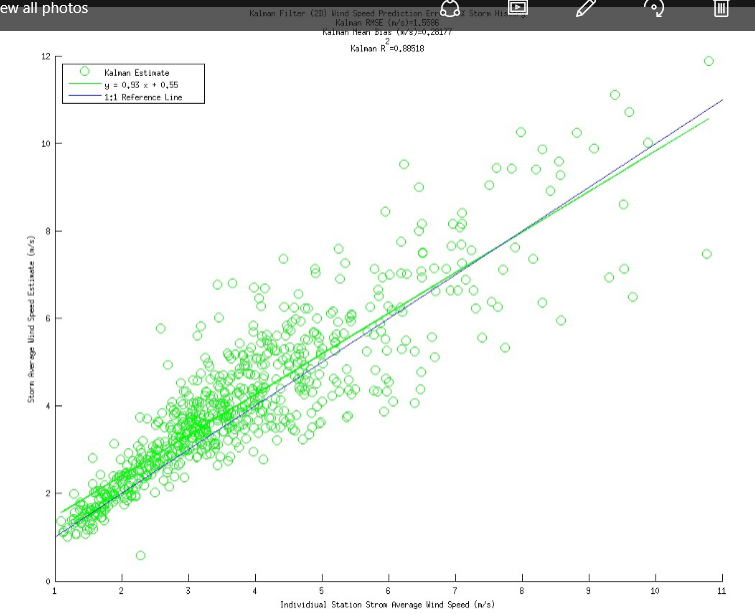 ew all photos
Kalman Filter (2D) Wind Speed Prediction
Kalman RMSE (m/s)=1.5586
Kalman Mean Bias (m/s)=0.28177
Kalman R2=0.88518
12
10
8
6
4
2
0
Storm Average Wind Speed Estimate (m/s)
Kalman Estimate
y = 0.93 x + 0.55
1:1 Reference Line
1 2 3 4 5 6 7 8 9 10 11
Individiual Station Strom Average Wind Speed (m/s)